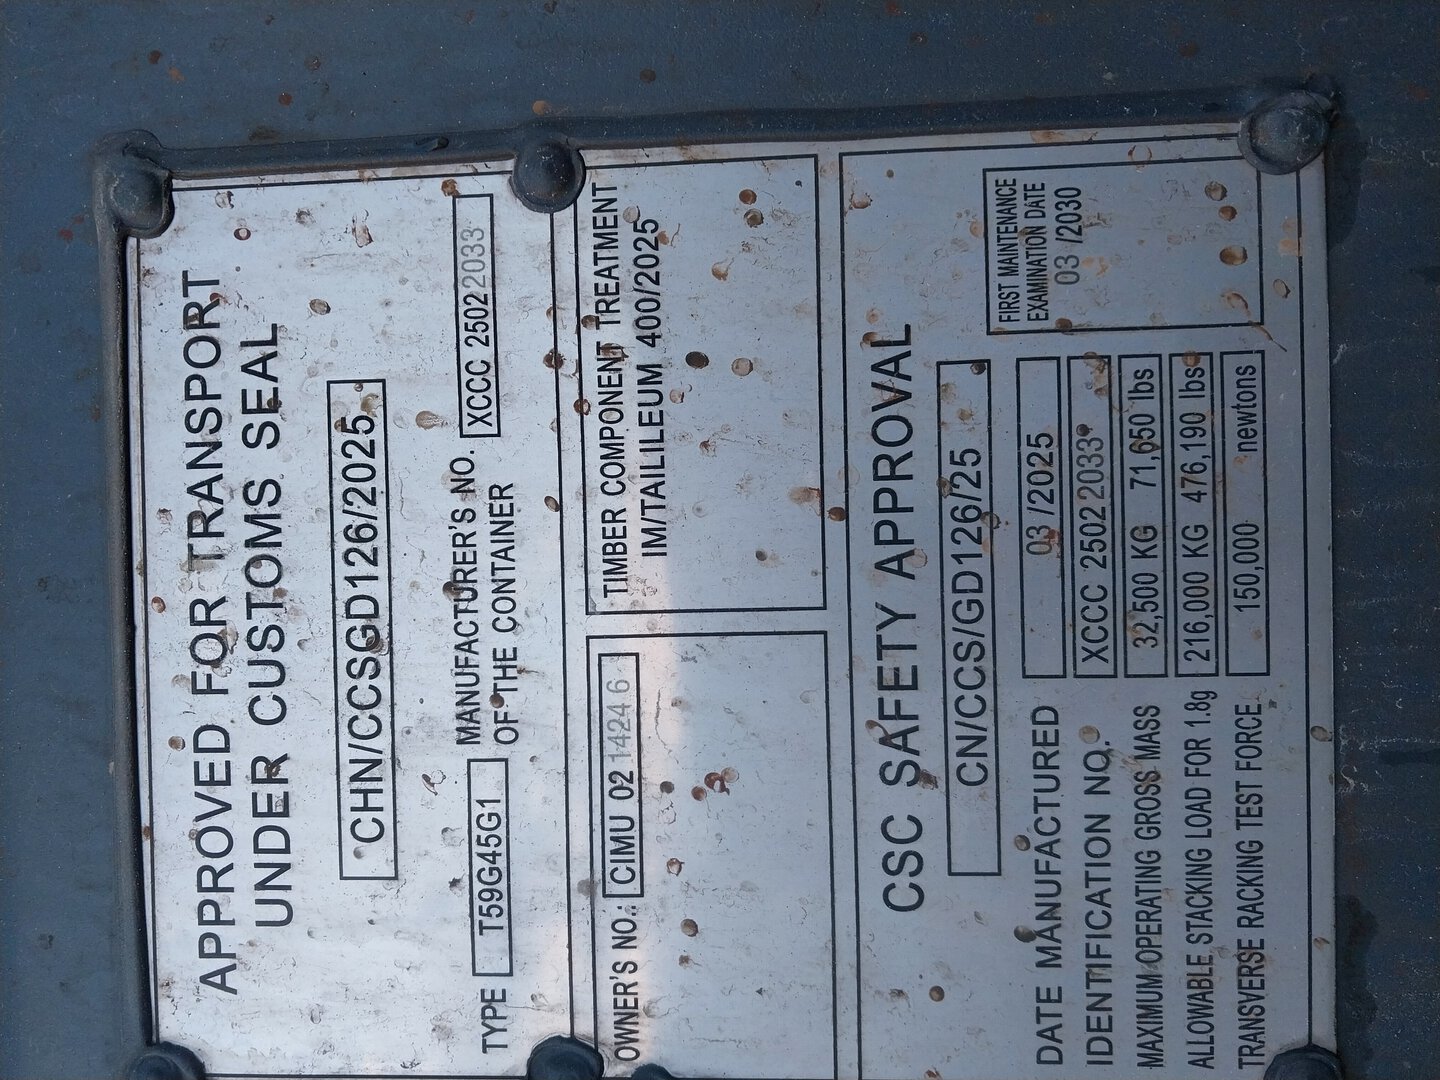 APPROVED FOR TRANSPORT
UNDER CUSTOMS SEAL
CHN/CCSGD126/2025
TYPE T59G45G1 MANUFACTURER'S NO.
OF THE CONTAINER XCCC 25022033
OWNER'S NO.: CIMU 02 1424 6
TIMBER COMPONENT TREATMENT
IM/TAILILEUM 400/2025
CSC SAFETY APPROVAL
CN/CCS/GD126/25
DATE MANUFACTURED 03 /2025
IDENTIFICATION NO. XCCC 25022033
MAXIMUM OPERATING GROSS MASS 32,500 KG 71,650 lbs
ALLOWABLE STACKING LOAD FOR 1.8g 216,000 KG 476,190 lbs
TRANSVERSE RACKING TEST FORCE. 150,000 newtons
FIRST MAINTENANCE
EXAMINATION DATE
03 /2030